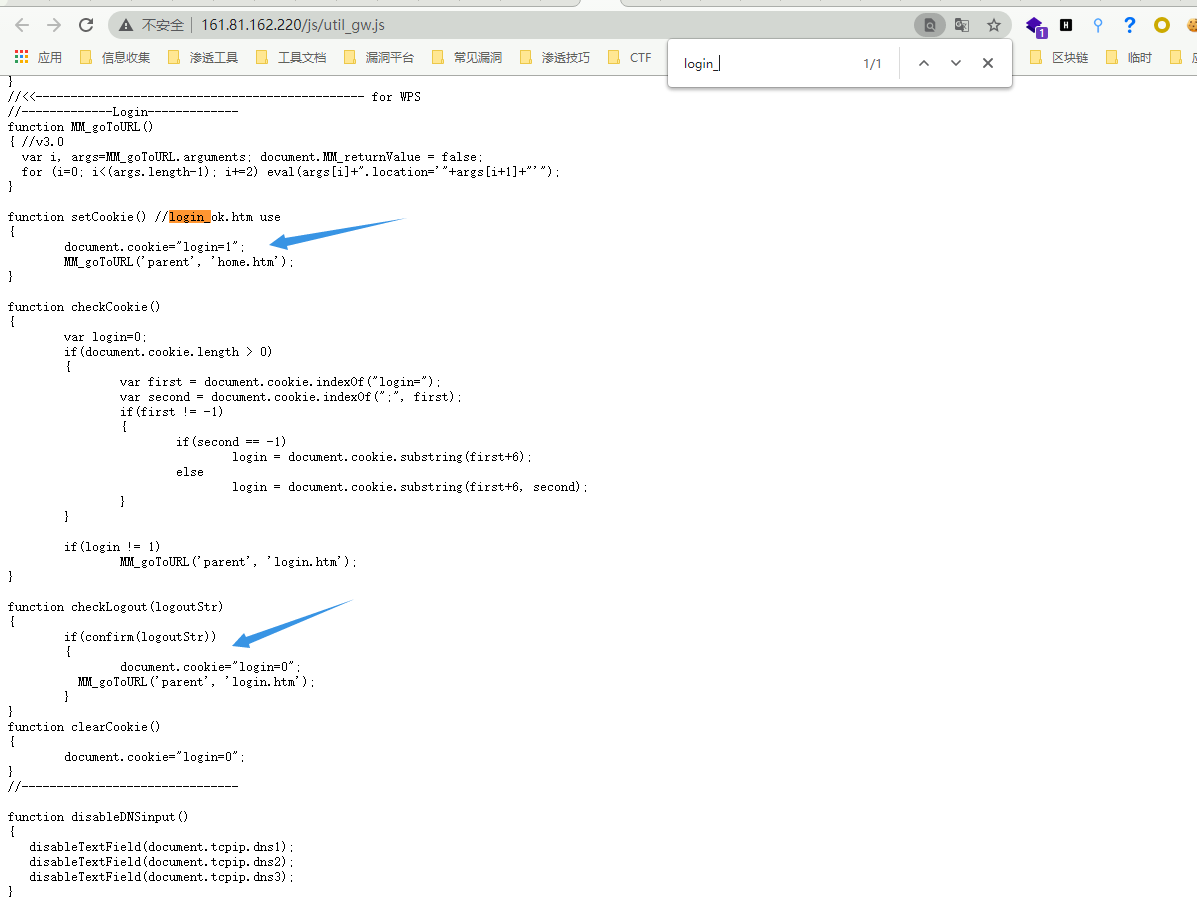 不安全 | 161.81.162.220/js/util_gw.js
1
应用 信息收集 渗透工具 工具文档 漏洞平台 常见漏洞 渗透技巧 CTF 区块链 临时
login_ 1/1
}
//<<----------------------------------------------- for WPS
//-------------Login-------------
function MM_goToURL()
{ //v3.0
  var i, args=MM_goToURL.arguments; document.MM_returnValue = false;
  for (i=0; i<(args.length-1); i+=2) eval(args[i]+".location='"+args[i+1]+"'");
}
function setCookie() //login_ok.htm use
{
        document.cookie="login=1";
        MM_goToURL('parent', 'home.htm');
}
function checkCookie()
{
        var login=0;
        if(document.cookie.length > 0)
        {
                var first = document.cookie.indexOf("login=");
                var second = document.cookie.indexOf(";", first);
                if(first != -1)
                {
                        if(second == -1)
                                login = document.cookie.substring(first+6);
                        else
                                login = document.cookie.substring(first+6, second);
                }
        }
        if(login != 1)
                MM_goToURL('parent', 'login.htm');
}
function checkLogout(logoutStr)
{
        if(confirm(logoutStr))
        {
                document.cookie="login=0";
          MM_goToURL('parent', 'login.htm');
        }
}
function clearCookie()
{
        document.cookie="login=0";
}
//-------------------------------
function disableDNSinput()
{
   disableTextField(document.tcpip.dns1);
   disableTextField(document.tcpip.dns2);
   disableTextField(document.tcpip.dns3);
}